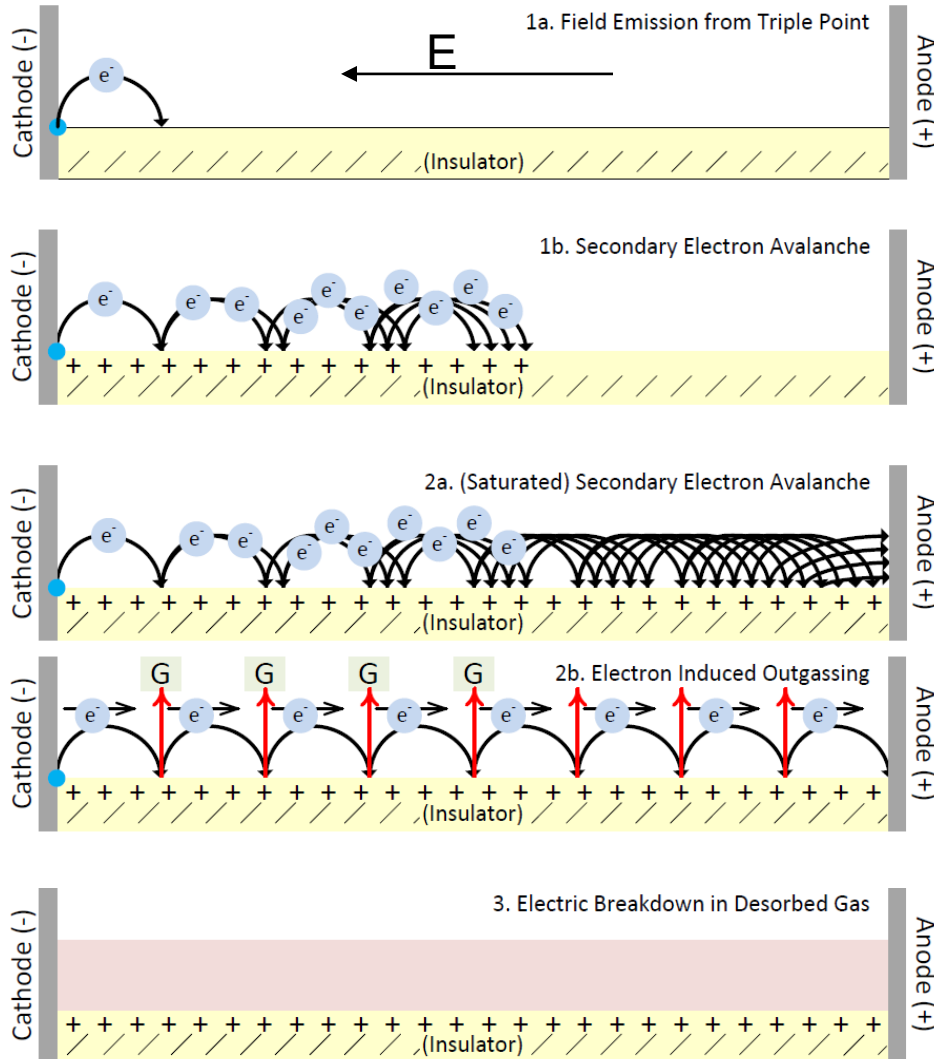 1a. Field Emission from Triple Point
E
Cathode (-)
e-
Anode (+)
(Insulator)
1b. Secondary Electron Avalanche
Cathode (-)
e- e- e- e- e- e- e- e- e- e-
Anode (+)
+ + + + + + + + + + + + + +
(Insulator)
2a. (Saturated) Secondary Electron Avalanche
Cathode (-)
e- e- e- e- e- e- e- e- e- e-
Anode (+)
+ + + + + + + + + + + + + + + + + + + + + + + + +
(Insulator)
G G G G
2b. Electron Induced Outgassing
Cathode (-)
e- e- e- e- e- e- e- e-
Anode (+)
+ + + + + + + + + + + + + + + + + + + + + + + + +
(Insulator)
3. Electric Breakdown in Desorbed Gas
Cathode (-)
Anode (+)
+ + + + + + + + + + + + + + + + + + + + + + + + +
(Insulator)